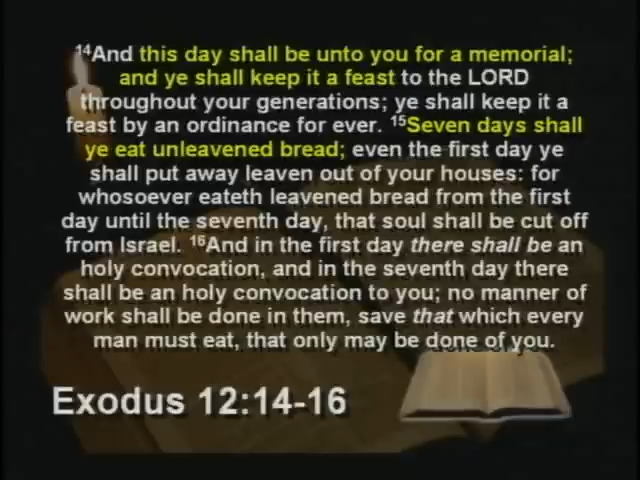 ¹⁴And this day shall be unto you for a memorial;
and ye shall keep it a feast to the LORD
throughout your generations; ye shall keep it a
feast by an ordinance for ever. ¹⁵Seven days shall
ye eat unleavened bread; even the first day ye
shall put away leaven out of your houses: for
whosoever eateth leavened bread from the first
day until the seventh day, that soul shall be cut off
from Israel. ¹⁶And in the first day there shall be an
holy convocation, and in the seventh day there
shall be an holy convocation to you; no manner of
work shall be done in them, save that which every
man must eat, that only may be done of you.
Exodus 12:14-16